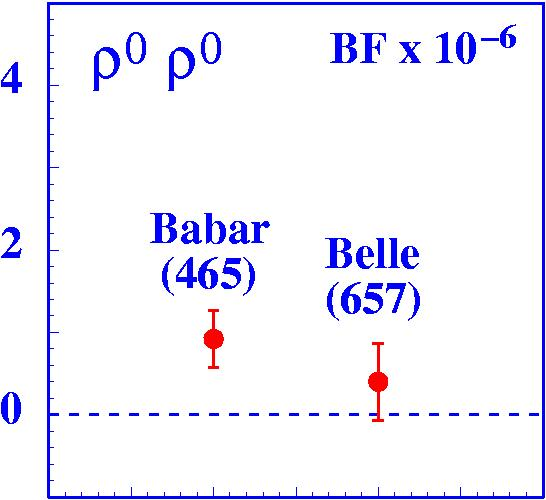 ρ⁰ ρ⁰
BF x 10⁻⁶
4
Babar
(465)
2
Belle
(657)
0